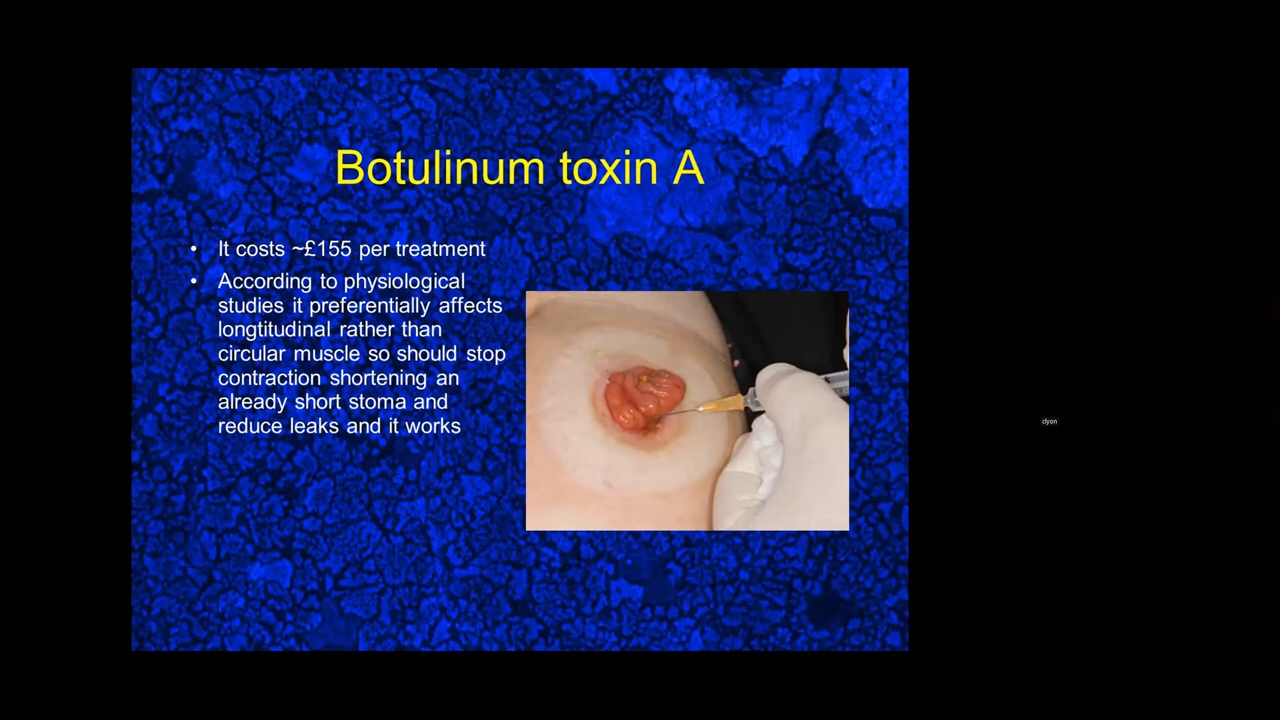 Botulinum toxin A
• It costs ~£155 per treatment
• According to physiological
studies it preferentially affects
longtitudinal rather than
circular muscle so should stop
contraction shortening an
already short stoma and
reduce leaks and it works
clyon